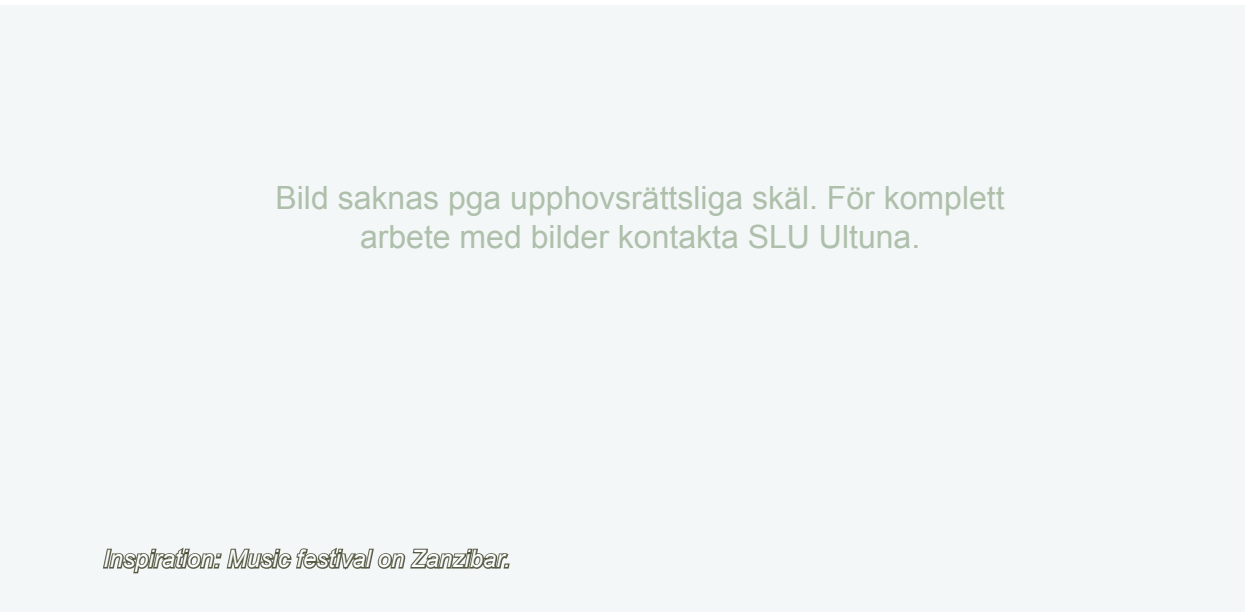 Bild saknas pga upphovsrättsliga skäl. För komplett
arbete med bilder kontakta SLU Ultuna.
Inspiration: Music festival on Zanzibar.